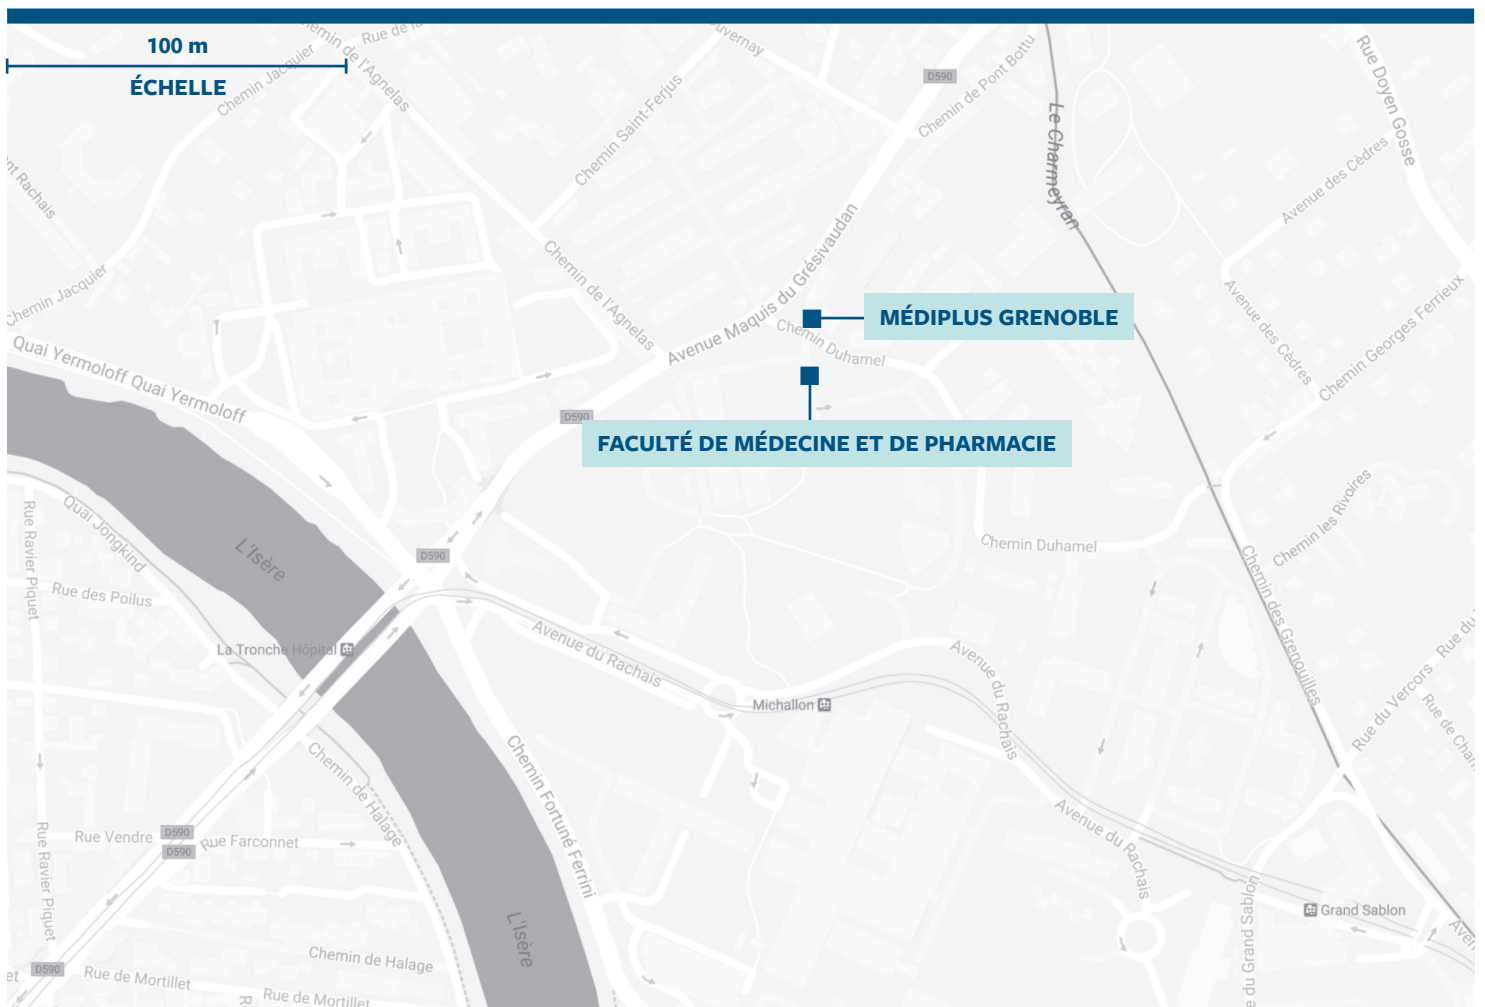 100 m
ÉCHELLE
Chemin de l'Agnelas
Chemin Jacquier
Chemin Saint-Ferjus
D590
Chemin de Pont Bottu
Le Charmeyran
Rue Doyen Gosse
Avenue des Cèdres
Chemin Jacquier
Chemin de l'Agnelas
Avenue Maquis du Grésivaudan
MÉDIPLUS GRENOBLE
Chemin Duhamel
Avenue des Cèdres
Chemin Georges Ferrieux
Quai Yermoloff
Quai Yermoloff
D590
FACULTÉ DE MÉDECINE ET DE PHARMACIE
Quai Jongkind
Rue Ravier Piquet
L'Isère
D590
Chemin Duhamel
Chemin les Rivoires
Rue des Poilus
Chemin des Grenouilles
La Tronche Hôpital
Avenue du Rachais
Avenue du Rachais
Michallon
Rue du Vercors
Rue du
Rue de
Chemin de Halage
Chemin Fortuné Ferrini
Avenue du Rachais
Rue Vendre
D590
D590
Rue Farconnet
Rue Ravier Piquet
Grand Sablon
du Grand Sablon
L'Isère
Chemin de Halage
D590
Rue de Mortillet
Rue de Mortillet